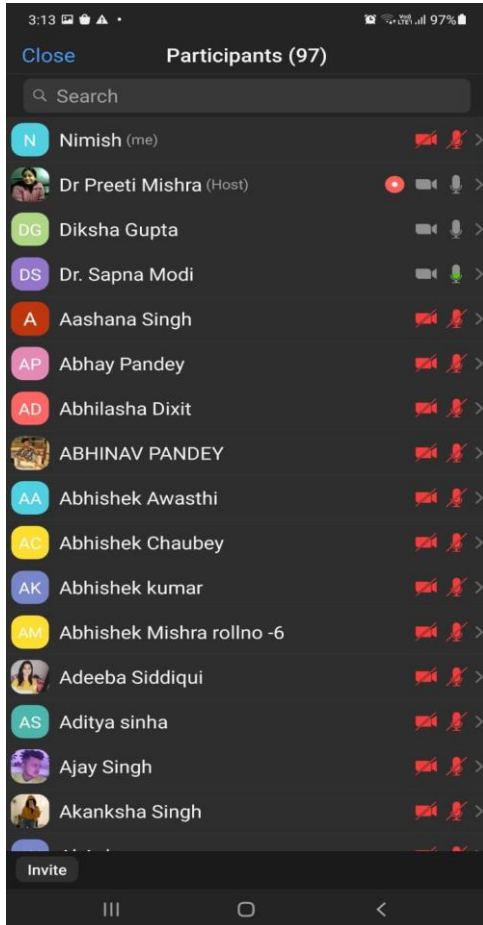 3:13 97%
Close Participants (97)
Search
N Nimish (me)
Dr Preeti Mishra (Host)
DG Diksha Gupta
DS Dr. Sapna Modi
A Aashana Singh
AP Abhay Pandey
AD Abhilasha Dixit
ABHINAV PANDEY
AA Abhishek Awasthi
AC Abhishek Chaubey
AK Abhishek kumar
AM Abhishek Mishra rollno -6
Adeeba Siddiqui
AS Aditya sinha
Ajay Singh
Akanksha Singh
Invite